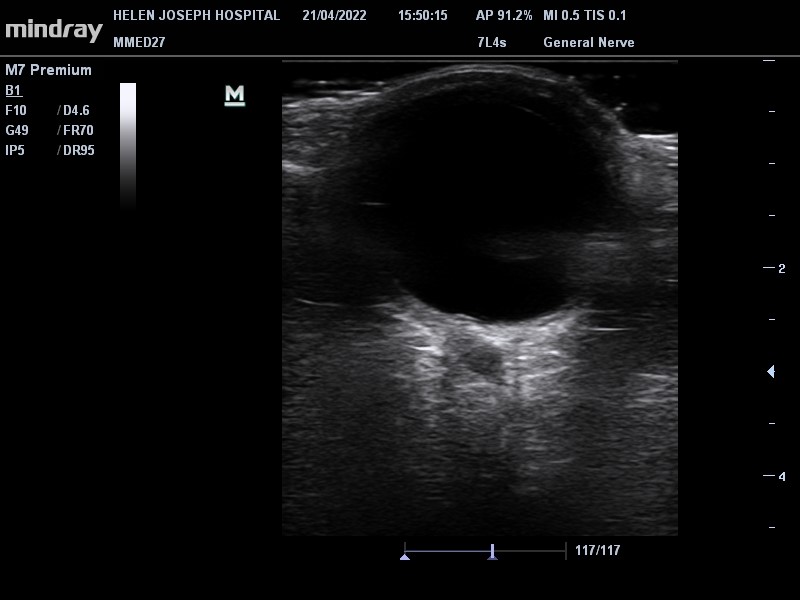 mindray
HELEN JOSEPH HOSPITAL 21/04/2022 15:50:15 AP 91.2% MI 0.5 TIS 0.1
MMED27 7L4s General Nerve
M7 Premium
B1
F10 / D4.6
G49 / FR70
IP5 / DR95
M
2
4
117/117